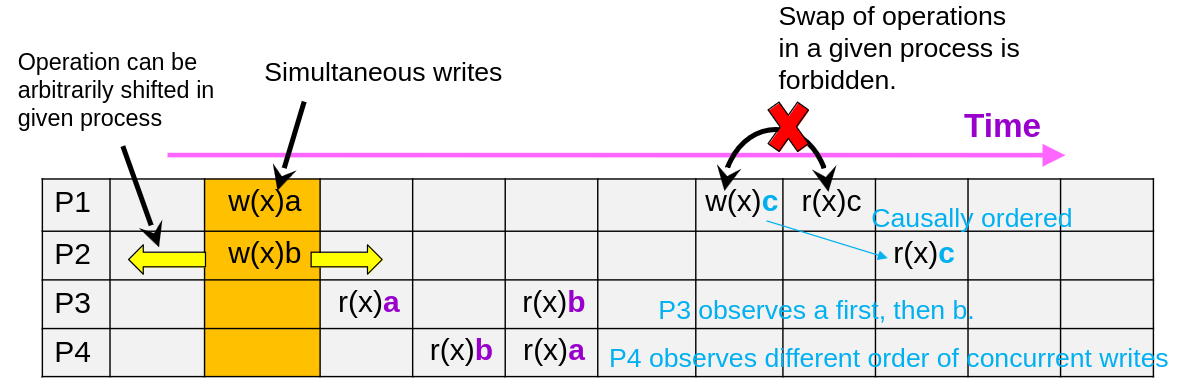 Swap of operations
in a given process is
forbidden.
Operation can be
arbitrarily shifted in
given process
Simultaneous writes
Time
P1 w(x)a w(x)c r(x)c
Causally ordered
P2 w(x)b r(x)c
P3 r(x)a r(x)b P3 observes a first, then b.
P4 r(x)b r(x)a P4 observes different order of concurrent writes